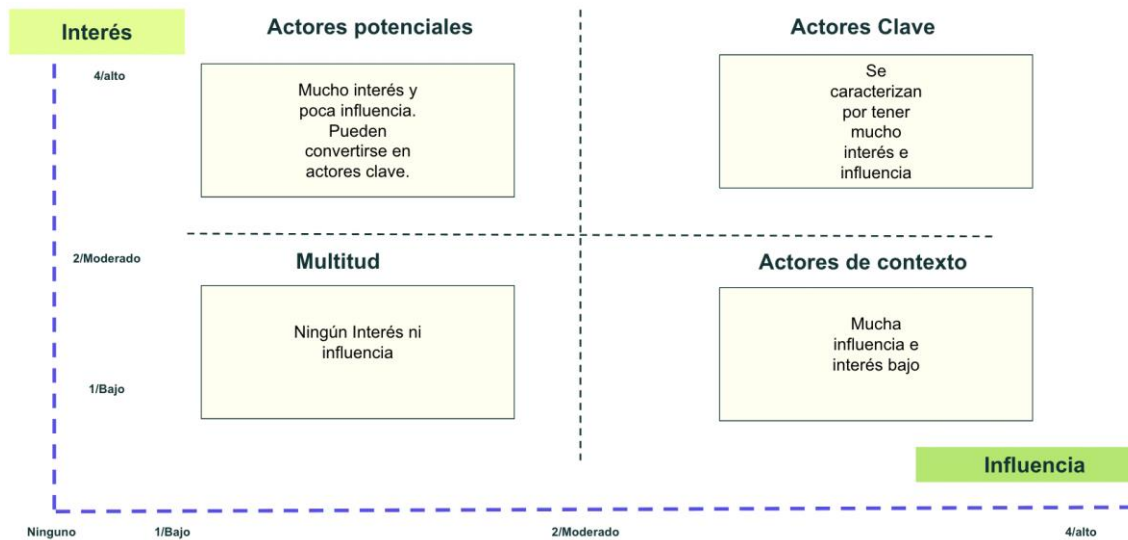 Interés
Actores potenciales
Actores Clave
4/alto
Mucho interés y
poca influencia.
Pueden
convertirse en
actores clave.
Se
caracterizan
por tener
mucho
interés e
influencia
2/Moderado
Multitud
Actores de contexto
Ningún Interés ni
influencia
Mucha
influencia e
interés bajo
1/Bajo
Influencia
Ninguno
1/Bajo
2/Moderado
4/alto